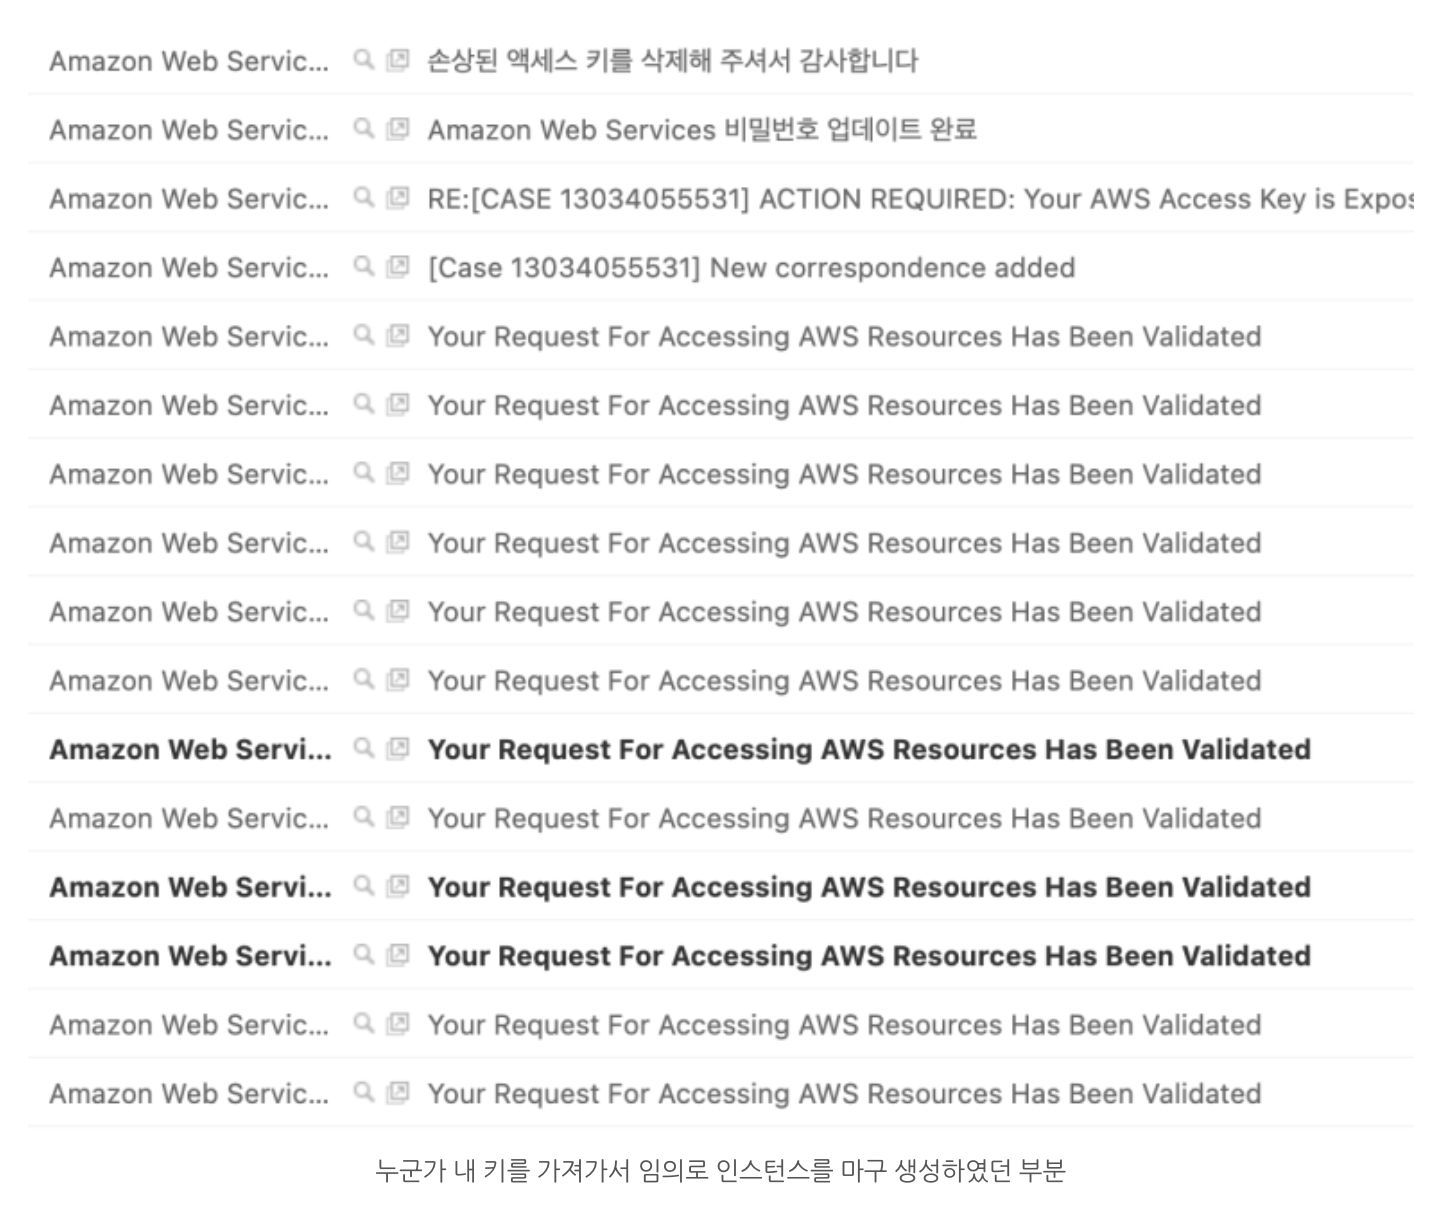 Amazon Web Servic... 손상된 액세스 키를 삭제해 주셔서 감사합니다
Amazon Web Servic... Amazon Web Services 비밀번호 업데이트 완료
Amazon Web Servic... RE:[CASE 13034055531] ACTION REQUIRED: Your AWS Access Key is Expos
Amazon Web Servic... [Case 13034055531] New correspondence added
Amazon Web Servic... Your Request For Accessing AWS Resources Has Been Validated
Amazon Web Servic... Your Request For Accessing AWS Resources Has Been Validated
Amazon Web Servic... Your Request For Accessing AWS Resources Has Been Validated
Amazon Web Servic... Your Request For Accessing AWS Resources Has Been Validated
Amazon Web Servic... Your Request For Accessing AWS Resources Has Been Validated
Amazon Web Servic... Your Request For Accessing AWS Resources Has Been Validated
Amazon Web Servi... Your Request For Accessing AWS Resources Has Been Validated
Amazon Web Servic... Your Request For Accessing AWS Resources Has Been Validated
Amazon Web Servi... Your Request For Accessing AWS Resources Has Been Validated
Amazon Web Servi... Your Request For Accessing AWS Resources Has Been Validated
Amazon Web Servic... Your Request For Accessing AWS Resources Has Been Validated
Amazon Web Servic... Your Request For Accessing AWS Resources Has Been Validated
누군가 내 키를 가져가서 임의로 인스턴스를 마구 생성하였던 부분